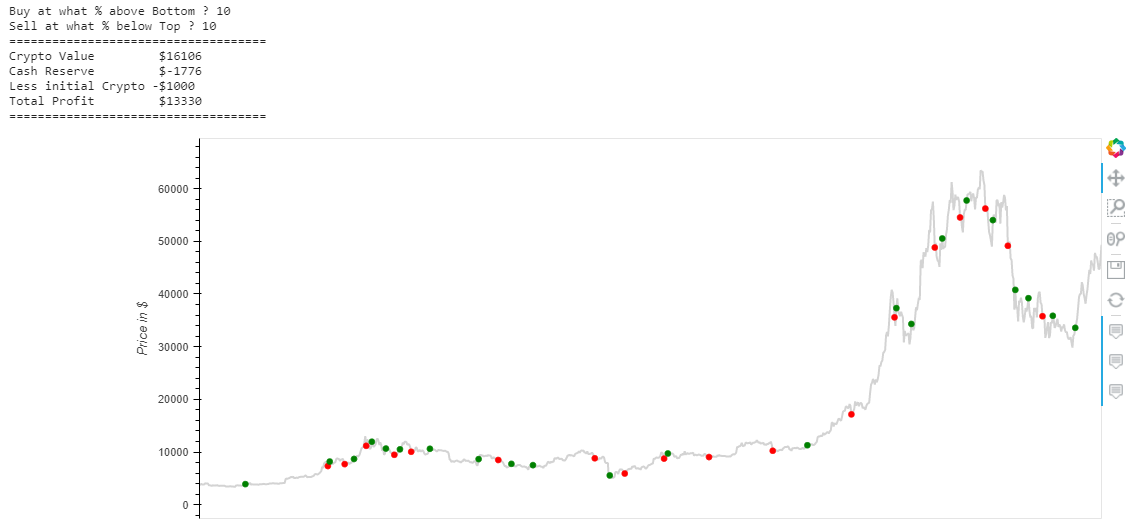 Buy at what % above Bottom ? 10
Sell at what % below Top ? 10
====================================
Crypto Value $16106
Cash Reserve $-1776
Less initial Crypto -$1000
Total Profit $13330
====================================
60000
50000
40000
30000
20000
10000
0
Price in $